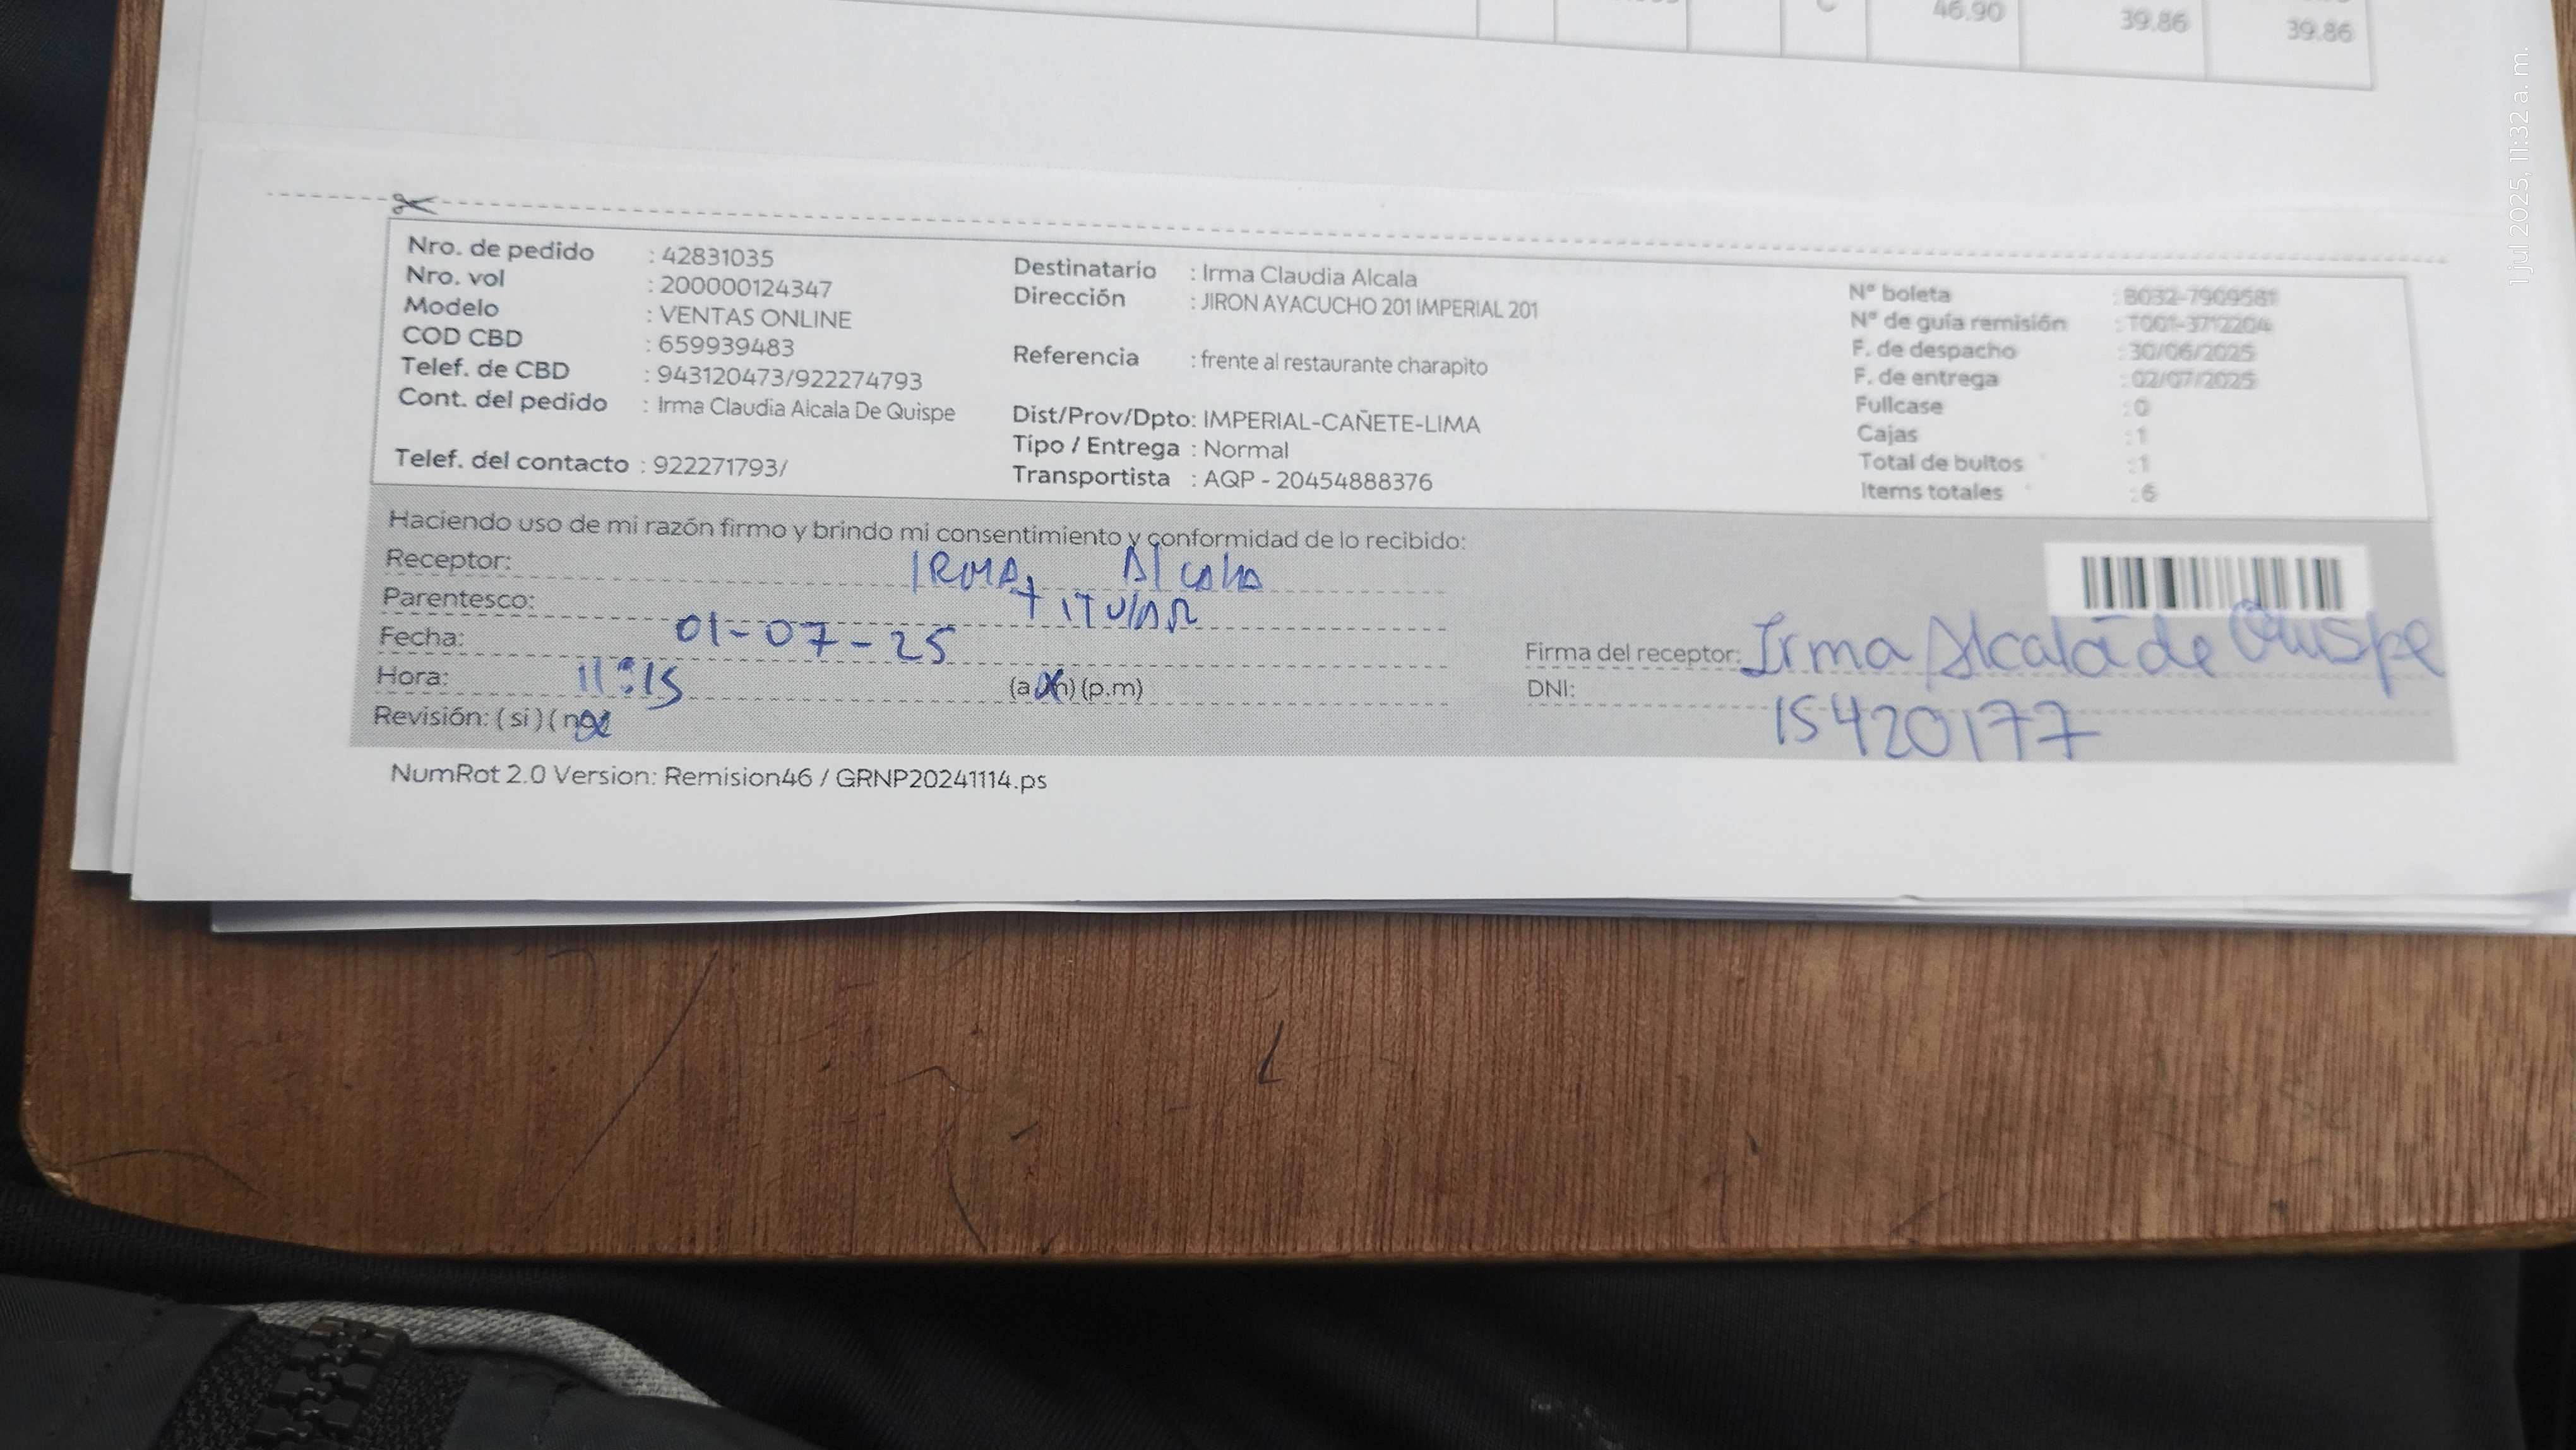 46.90 39.86 39.86
1 jul 2025, 11:32 a. m.
Nro. de pedido : 42831035
Nro. vol : 200000124347
Modelo : VENTAS ONLINE
COD CBD : 659939483
Telef. de CBD : 943120473/922274793
Cont. del pedido : Irma Claudia Alcala De Quispe
Telef. del contacto : 922271793/
Destinatario : Irma Claudia Alcala
Dirección : JIRON AYACUCHO 201 IMPERIAL 201
Referencia : frente al restaurante charapito
Dist/Prov/Dpto: IMPERIAL-CAÑETE-LIMA
Tipo / Entrega : Normal
Transportista : AQP - 20454888376
N° boleta : B032-7909581
N° de guía remisión : T001-3712204
F. de despacho : 30/06/2025
F. de entrega : 02/07/2025
Fullcase : 0
Cajas : 1
Total de bultos : 1
Items totales : 6
Haciendo uso de mi razón firmo y brindo mi consentimiento y conformidad de lo recibido:
Receptor: IRMA Alcala
Parentesco: TITULAR
Fecha: 01-07-25
Hora: 11:15 (a.m) (p.m)
Revisión: (si) (no)
Firma del receptor: Irma Alcalá de Quispe
DNI: 15420177
NumRot 2.0 Version: Remision46 / GRNP20241114.ps